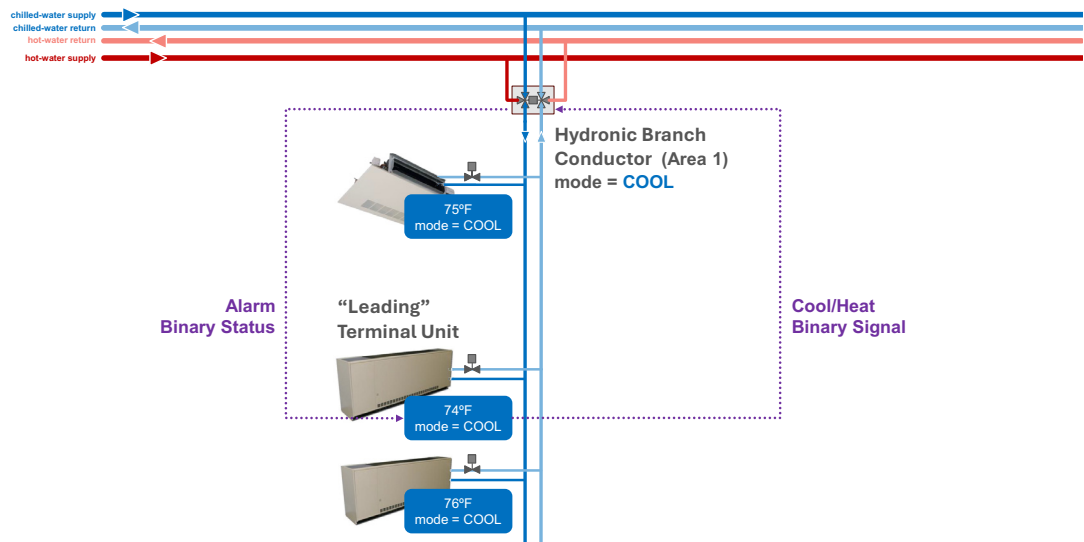 chilled-water supply
chilled-water return
hot-water return
hot-water supply
Hydronic Branch
Conductor (Area 1)
mode = COOL
75ºF
mode = COOL
Alarm
Binary Status
“Leading”
Terminal Unit
Cool/Heat
Binary Signal
74ºF
mode = COOL
76ºF
mode = COOL